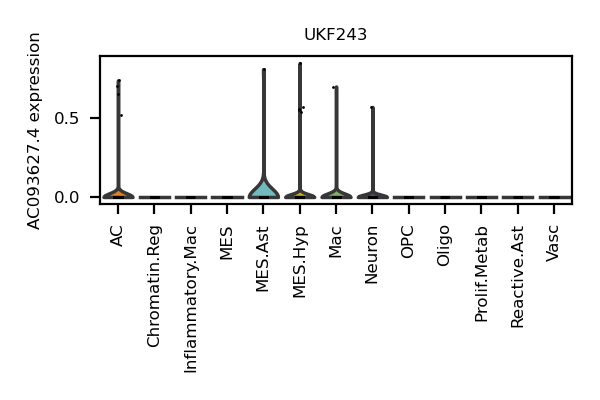 UKF243
AC093627.4 expression
0.5
0.0
AC
Chromatin.Reg
Inflammatory.Mac
MES
MES.Ast
MES.Hyp
Mac
Neuron
OPC
Oligo
Prolif.Metab
Reactive.Ast
Vasc